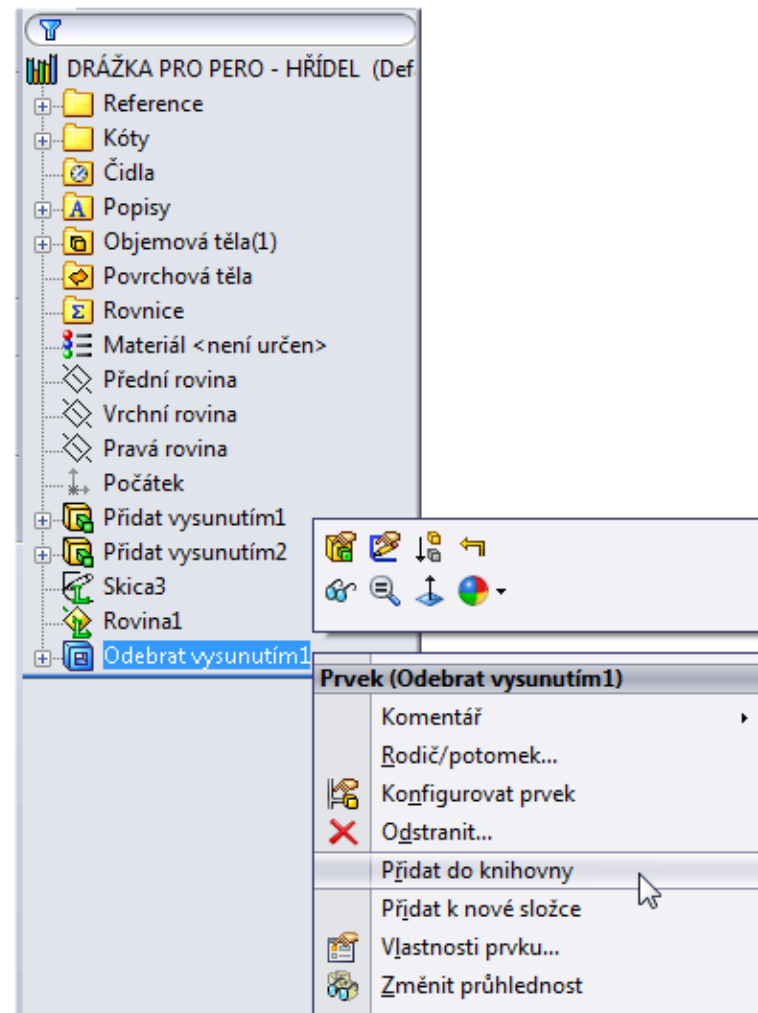 DRÁŽKA PRO PERO - HŘÍDEL (Def
Reference
Kóty
Čidla
Popisy
Objemová těla(1)
Povrchová těla
Rovnice
Materiál <není určen>
Přední rovina
Vrchní rovina
Pravá rovina
Počátek
Přidat vysunutím1
Přidat vysunutím2
Skica3
Rovina1
Odebrat vysunutím1
Prvek (Odebrat vysunutím1)
Komentář
Rodič/potomek...
Konfigurovat prvek
Odstranit...
Přidat do knihovny
Přidat k nové složce
Vlastnosti prvku...
Změnit průhlednost